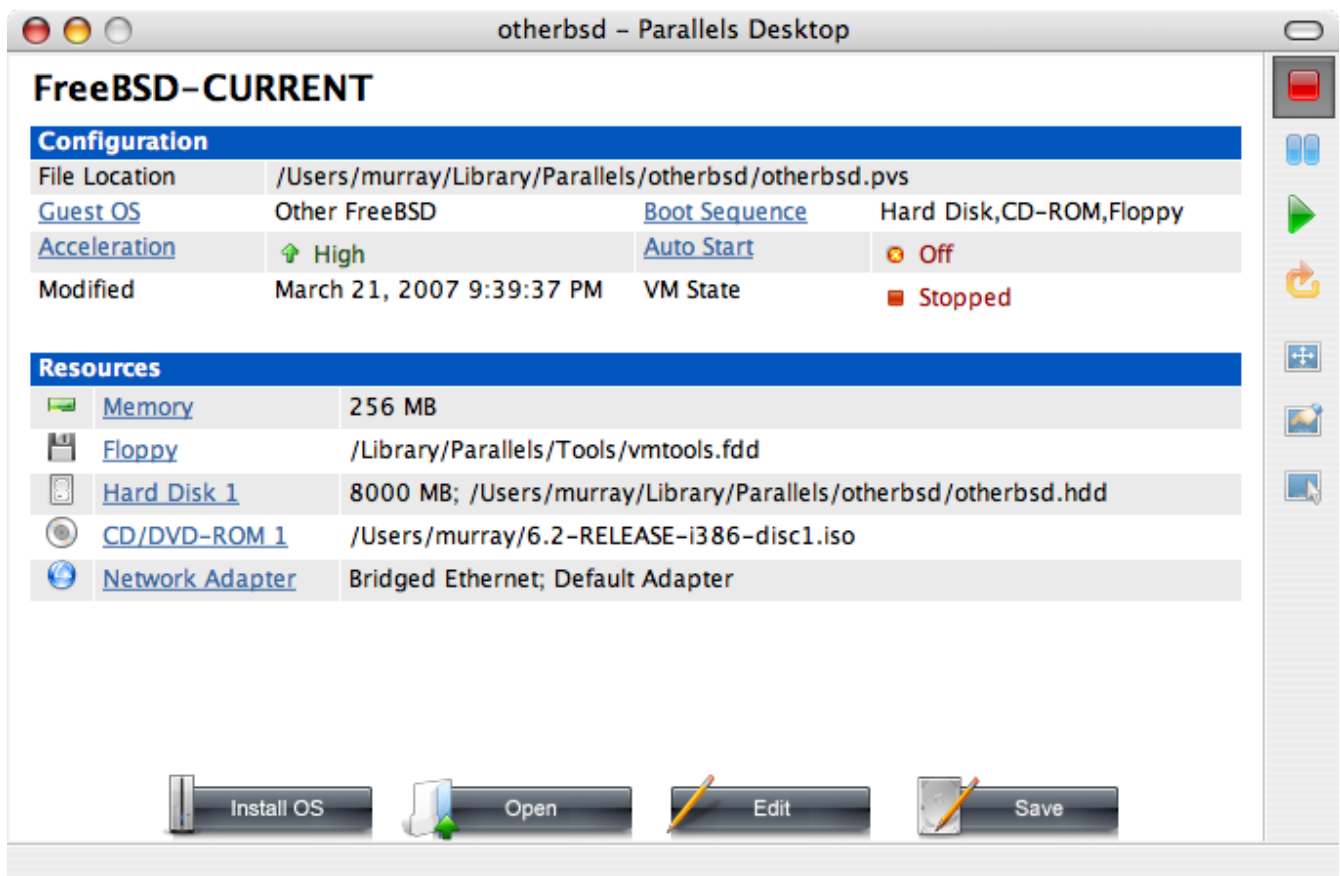 otherbsd – Parallels Desktop
FreeBSD-CURRENT
Configuration
File Location /Users/murray/Library/Parallels/otherbsd/otherbsd.pvs
Guest OS Other FreeBSD Boot Sequence Hard Disk,CD-ROM,Floppy
Acceleration High Auto Start Off
Modified March 21, 2007 9:39:37 PM VM State Stopped
Resources
Memory 256 MB
Floppy /Library/Parallels/Tools/vmtools.fdd
Hard Disk 1 8000 MB; /Users/murray/Library/Parallels/otherbsd/otherbsd.hdd
CD/DVD-ROM 1 /Users/murray/6.2-RELEASE-i386-disc1.iso
Network Adapter Bridged Ethernet; Default Adapter
Install OS Open Edit Save